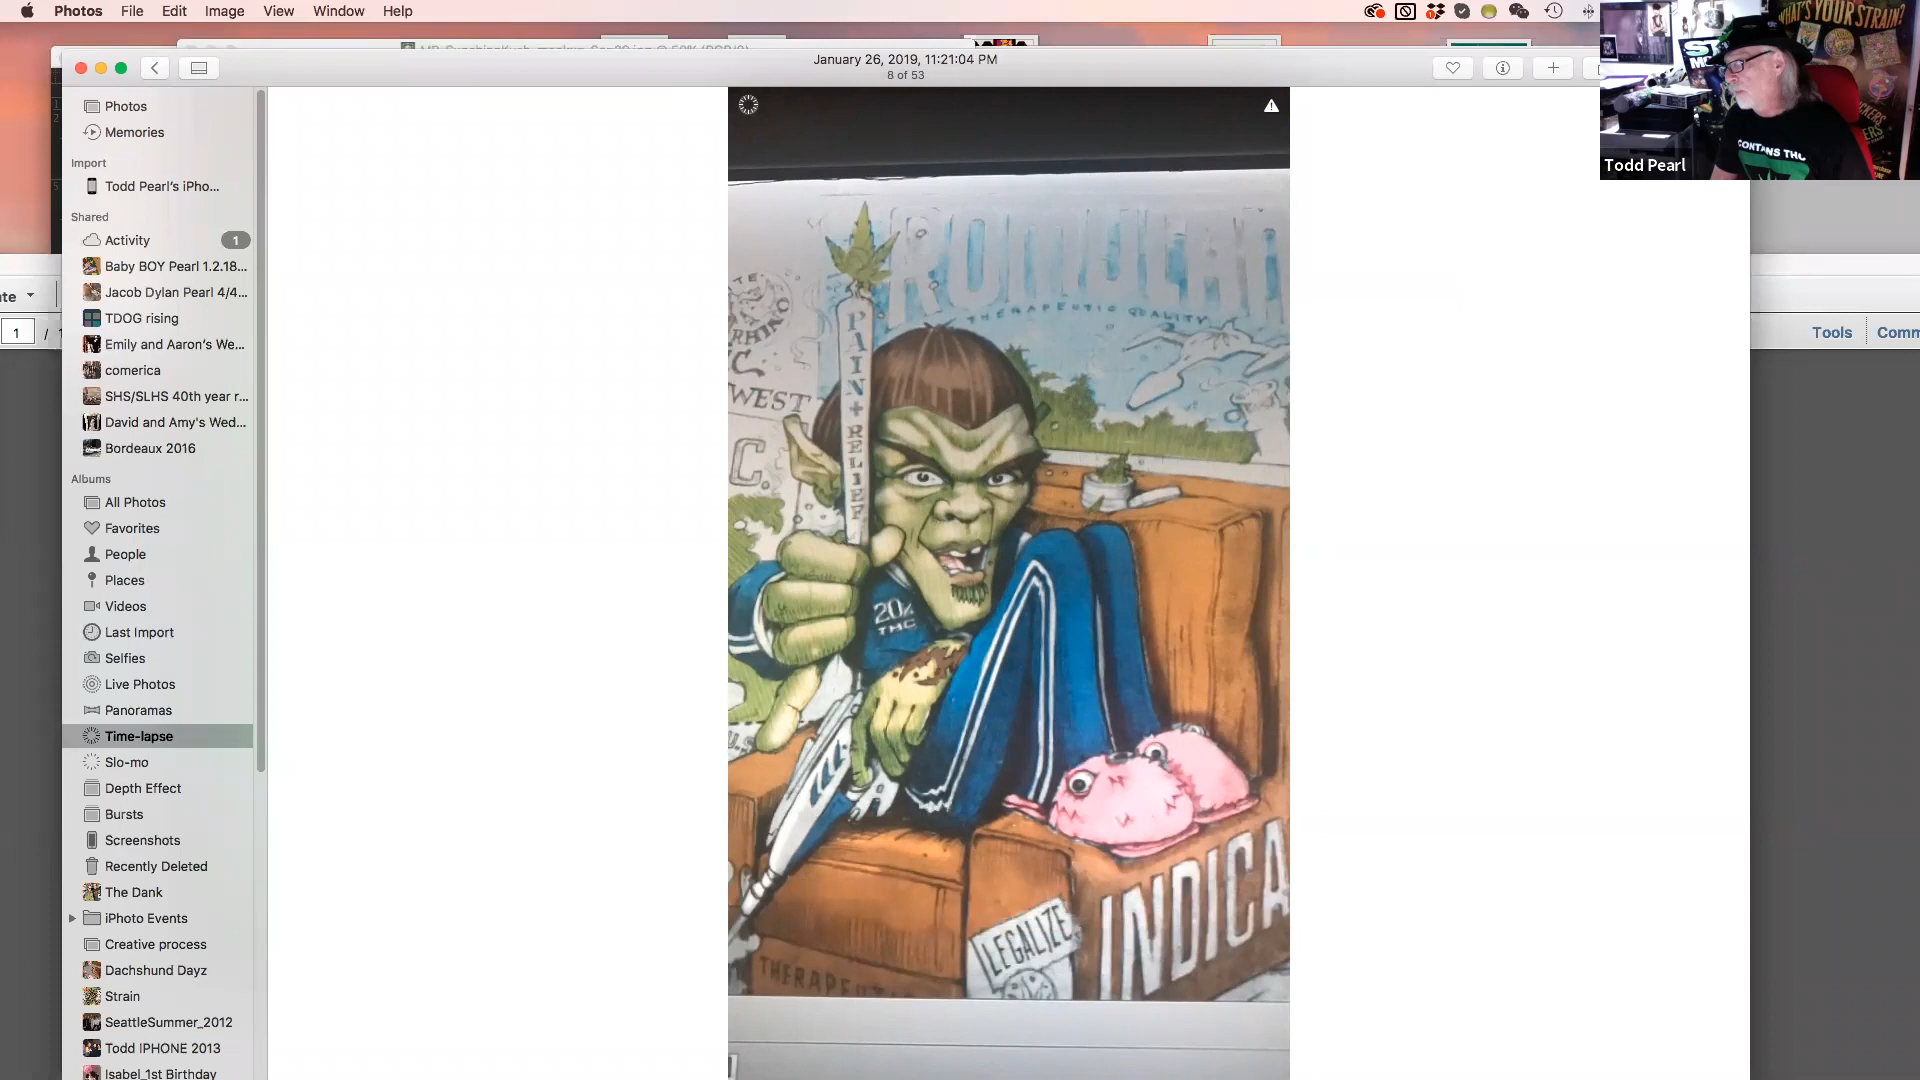 Photos File Edit Image View Window Help
January 26, 2019, 11:21:04 PM
8 of 53
Photos
Memories
Import
Todd Pearl's iPho...
Shared
Activity 1
Baby BOY Pearl 1.2.18...
Jacob Dylan Pearl 4/4...
TDOG rising
Emily and Aaron's We...
comerica
SHS/SLHS 40th year r...
David and Amy's Wed...
Bordeaux 2016
Albums
All Photos
Favorites
People
Places
Videos
Last Import
Selfies
Live Photos
Panoramas
Time-lapse
Slo-mo
Depth Effect
Bursts
Screenshots
Recently Deleted
The Dank
iPhoto Events
Creative process
Dachshund Dayz
Strain
SeattleSummer_2012
Todd IPHONE 2013
Isabel_1st Birthday
1 /
Tools
Comm
WHAT'S YOUR STRAIN?
CONTAINS THC
Todd Pearl
THERAPEUTIC QUALITY
WEST
C.
PAIN + RELIEF
20%
THC
INDICA
LEGALIZE